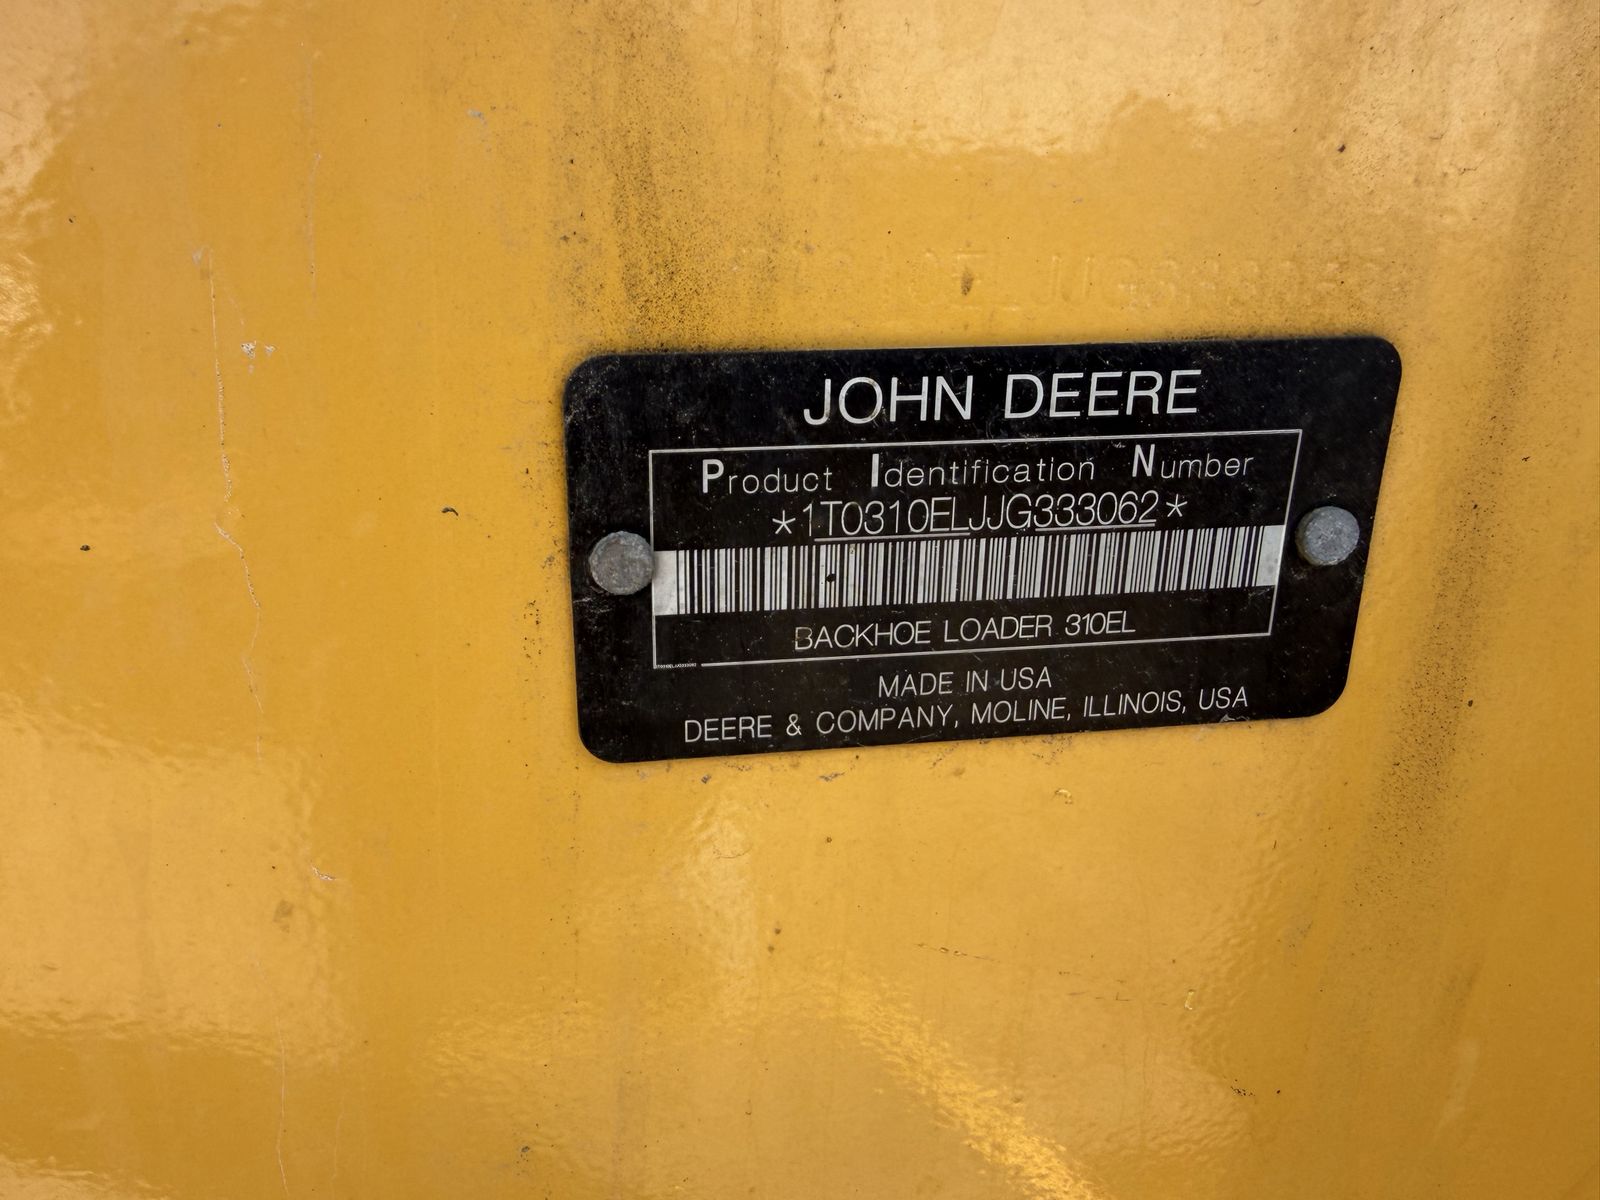 JOHN DEERE
Product Identification Number
*1T0310ELJJG333062*
BACKHOE LOADER 310EL
MADE IN USA
DEERE & COMPANY, MOLINE, ILLINOIS, USA